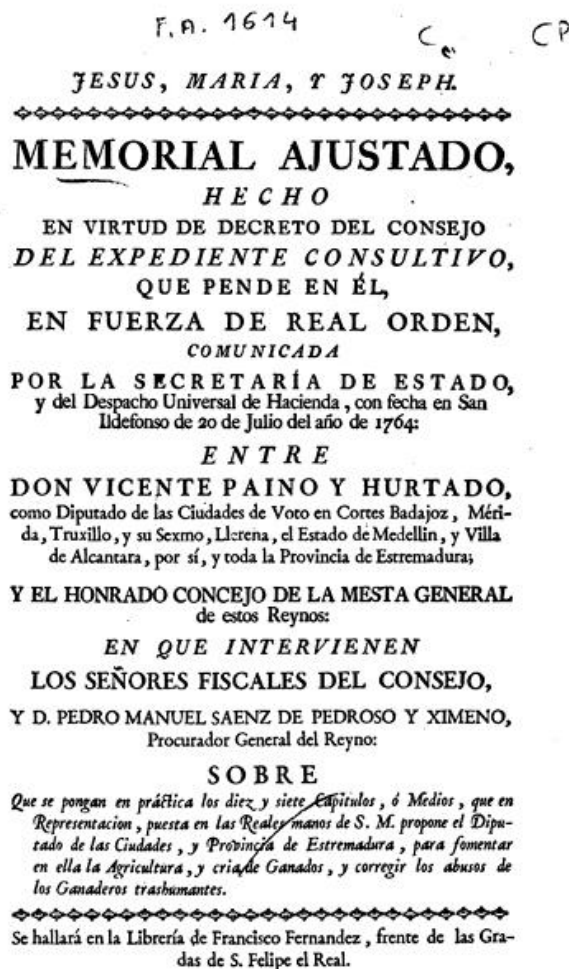 F.A. 1614 C CP
JESUS, MARIA, Y JOSEPH.
MEMORIAL AJUSTADO,
HECHO
EN VIRTUD DE DECRETO DEL CONSEJO
DEL EXPEDIENTE CONSULTIVO,
QUE PENDE EN ÉL,
EN FUERZA DE REAL ORDEN,
COMUNICADA
POR LA SECRETARÍA DE ESTADO,
y del Despacho Universal de Hacienda, con fecha en San
Ildefonso de 20 de Julio del año de 1764:
ENTRE
DON VICENTE PAINO Y HURTADO,
como Diputado de las Ciudades de Voto en Cortes Badajoz, Méri-
da, Truxillo, y su Sexmo, Llerena, el Estado de Medellin, y Villa
de Alcantara, por sí, y toda la Provincia de Estremadura;
Y EL HONRADO CONCEJO DE LA MESTA GENERAL
de estos Reynos:
EN QUE INTERVIENEN
LOS SEÑORES FISCALES DEL CONSEJO,
Y D. PEDRO MANUEL SAENZ DE PEDROSO Y XIMENO,
Procurador General del Reyno:
SOBRE
Que se pongan en práctica los diez y siete Capitulos, ó Medios, que en
Representacion, puesta en las Reales manos de S. M. propone el Dipu-
tado de las Ciudades, y Provincia de Estremadura, para fomentar
en ella la Agricultura, y cria de Ganados, y corregir los abusos de
los Ganaderos trashumantes.
Se hallará en la Librería de Francisco Fernandez, frente de las Gra-
das de S. Felipe el Real.